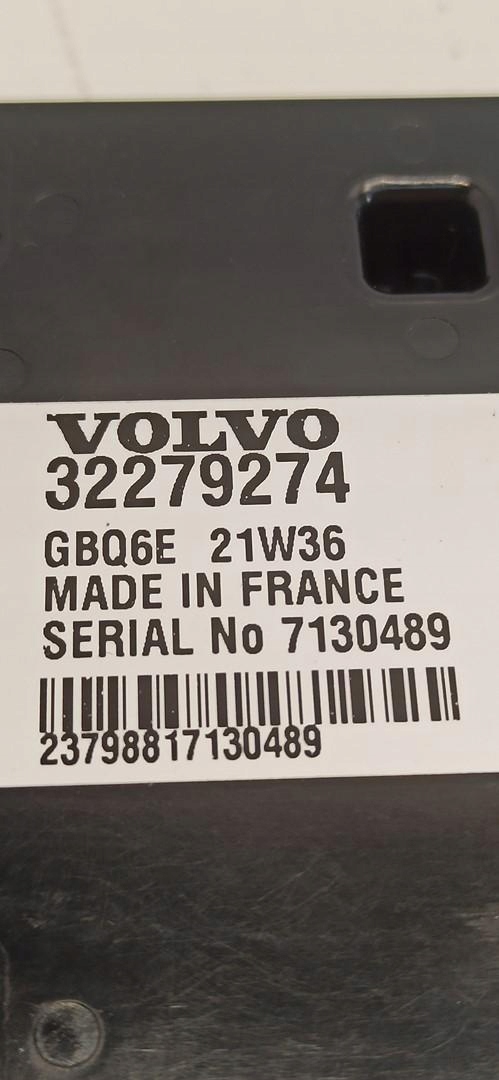 VOLVO
32279274
GBQ6E 21W36
MADE IN FRANCE
SERIAL No 7130489
23798817130489